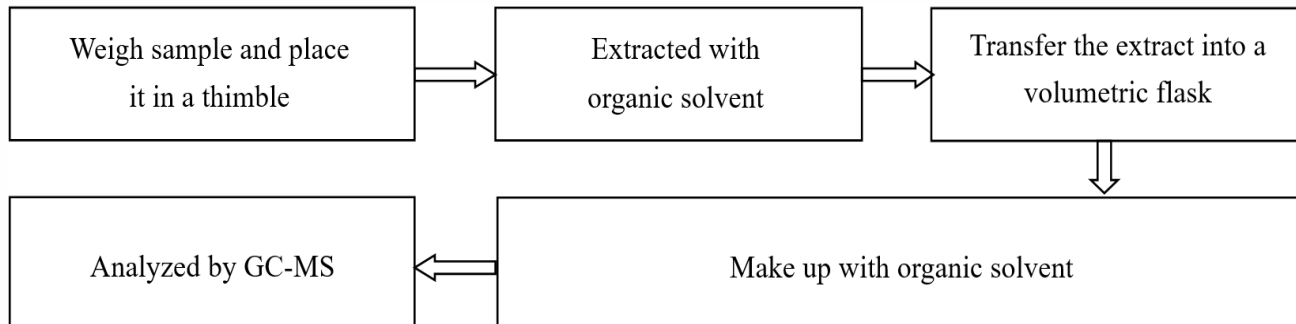 Weigh sample and place
it in a thimble
Extracted with
organic solvent
Transfer the extract into a
volumetric flask
Make up with organic solvent
Analyzed by GC-MS